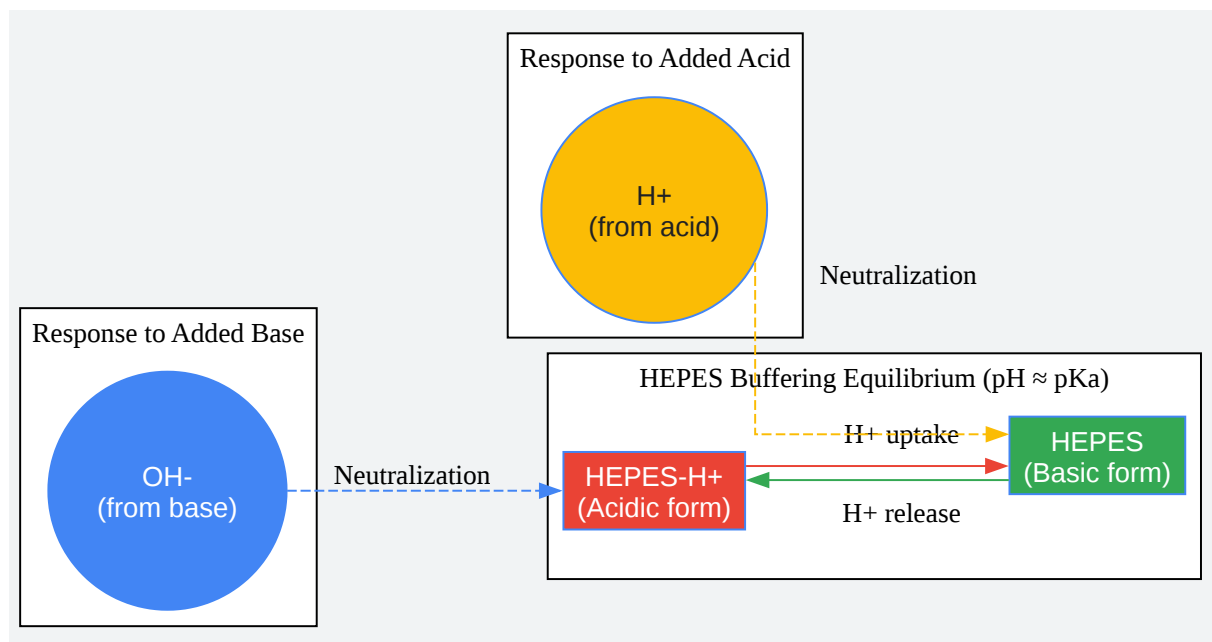 Response to Added Acid
H+
(from acid)
Neutralization
Response to Added Base
OH-
(from base)
Neutralization
HEPES Buffering Equilibrium (pH ≈ pKa)
H+ uptake
HEPES-H+
(Acidic form)
HEPES
(Basic form)
H+ release